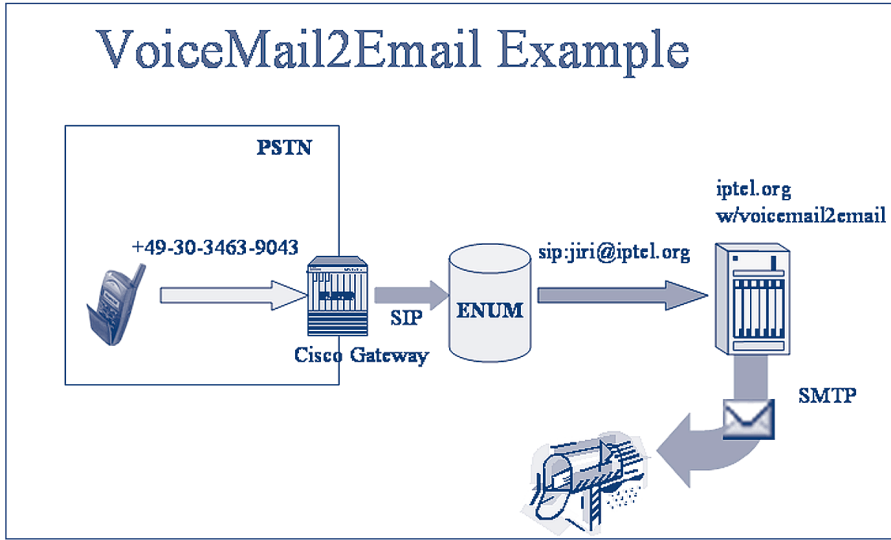 VoiceMail2Email Example
PSTN
iptel.org
w/voicemail2email
+49-30-3463-9043
sip:jiri@iptel.org
ENUM
SIP
Cisco Gateway
SMTP